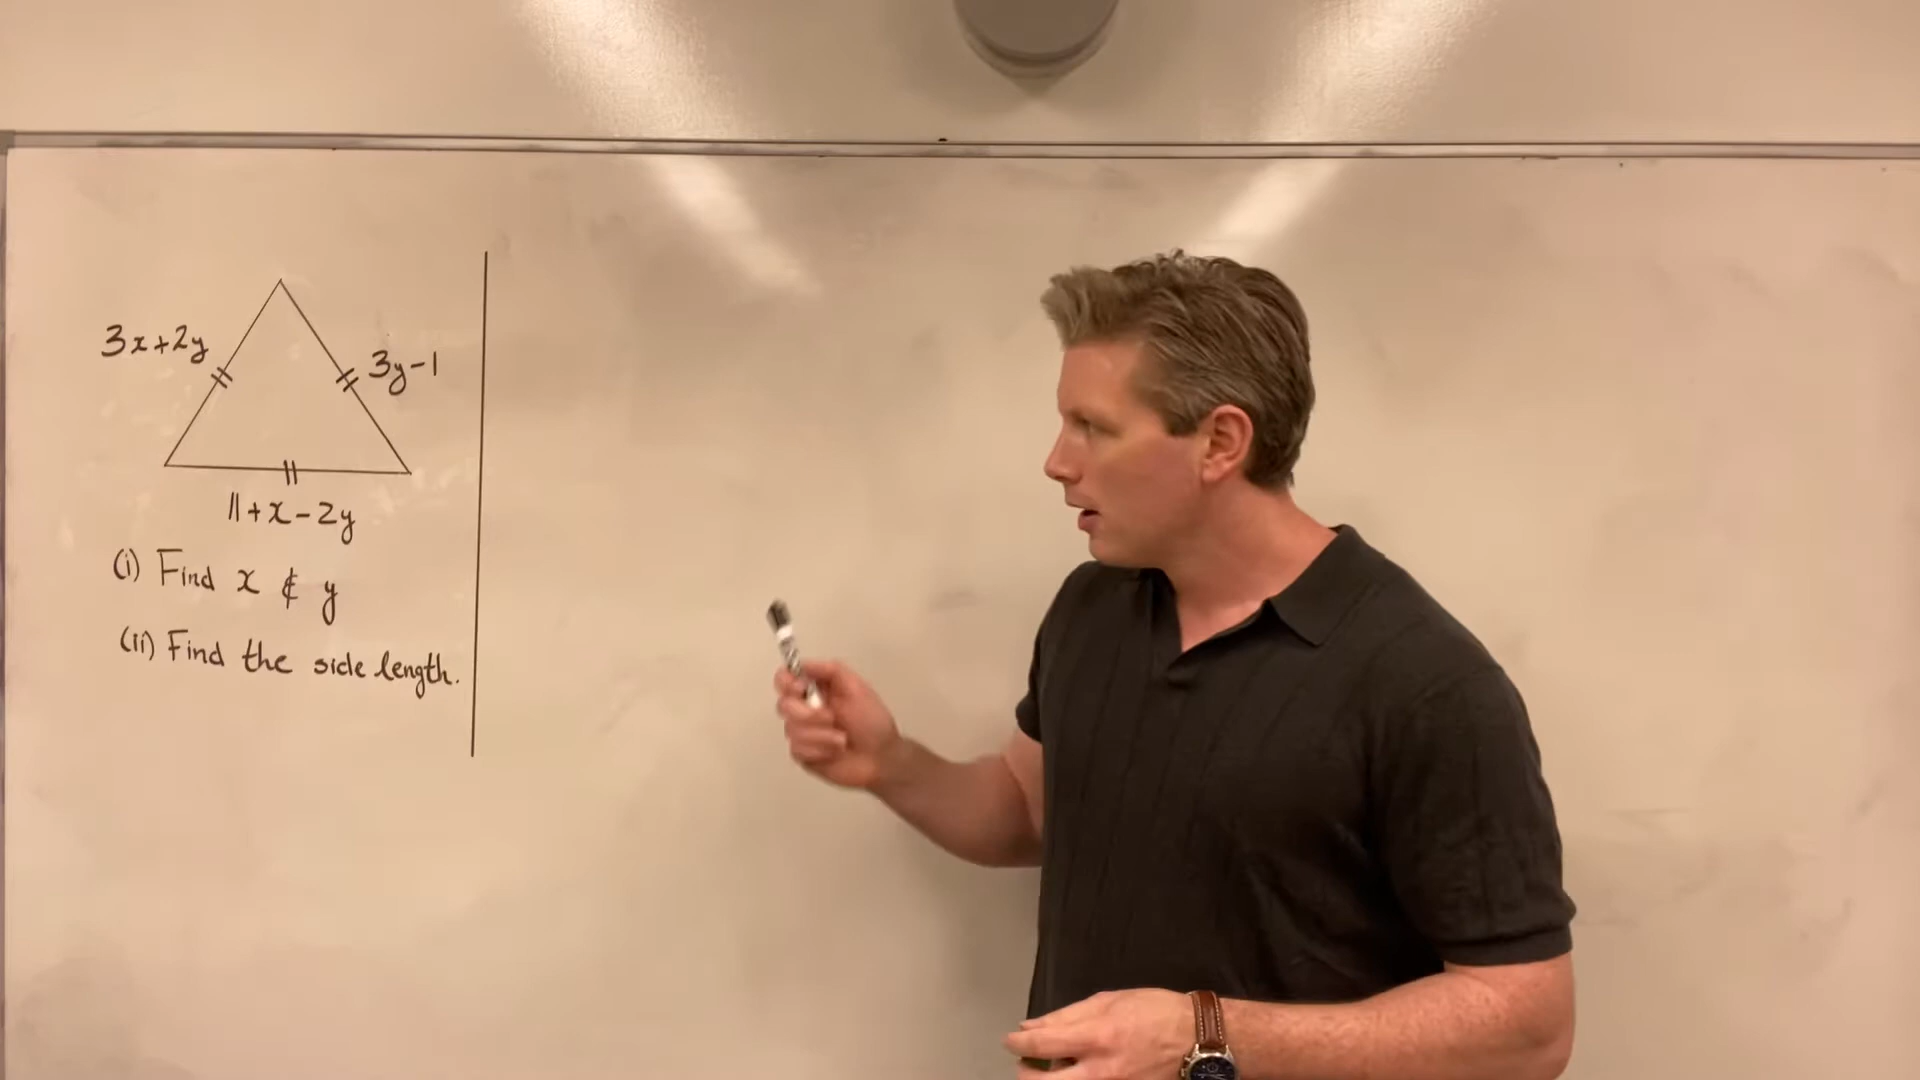 3x+2y
3y-1
11+x-2y
(i) Find x & y
(ii) Find the side length.